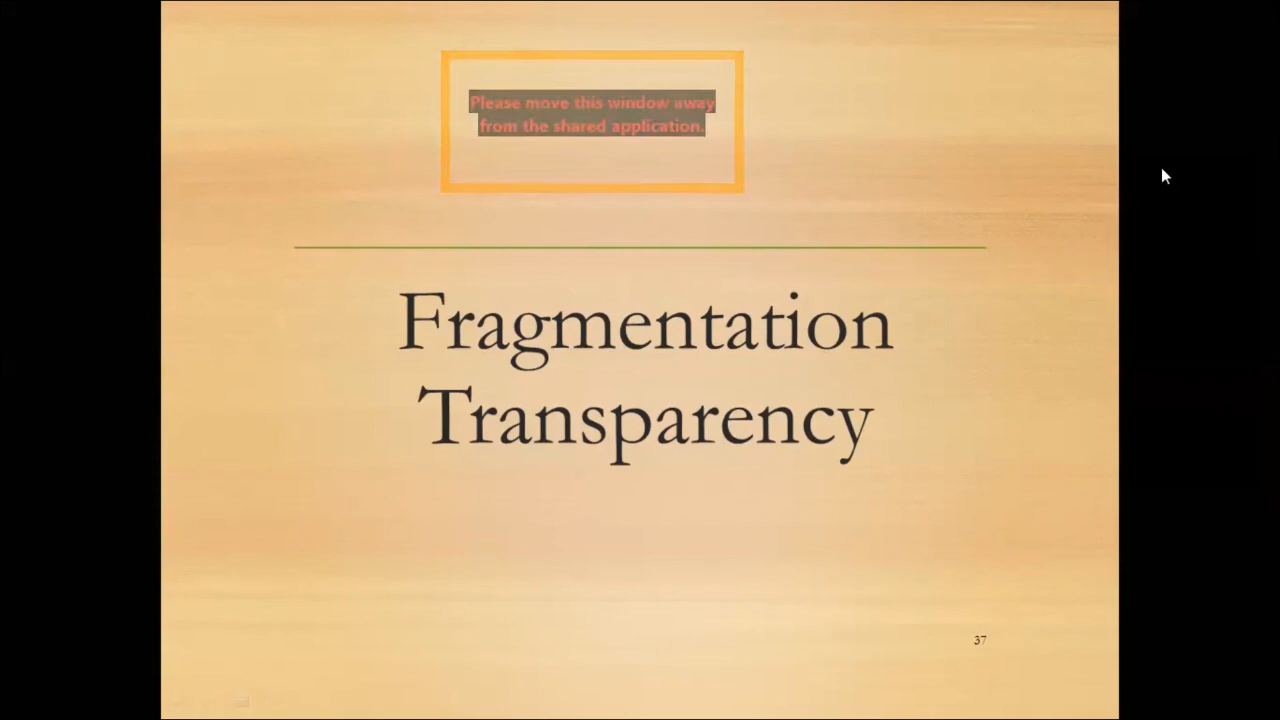 Please move this window away
from the shared application.
Fragmentation
Transparency
37